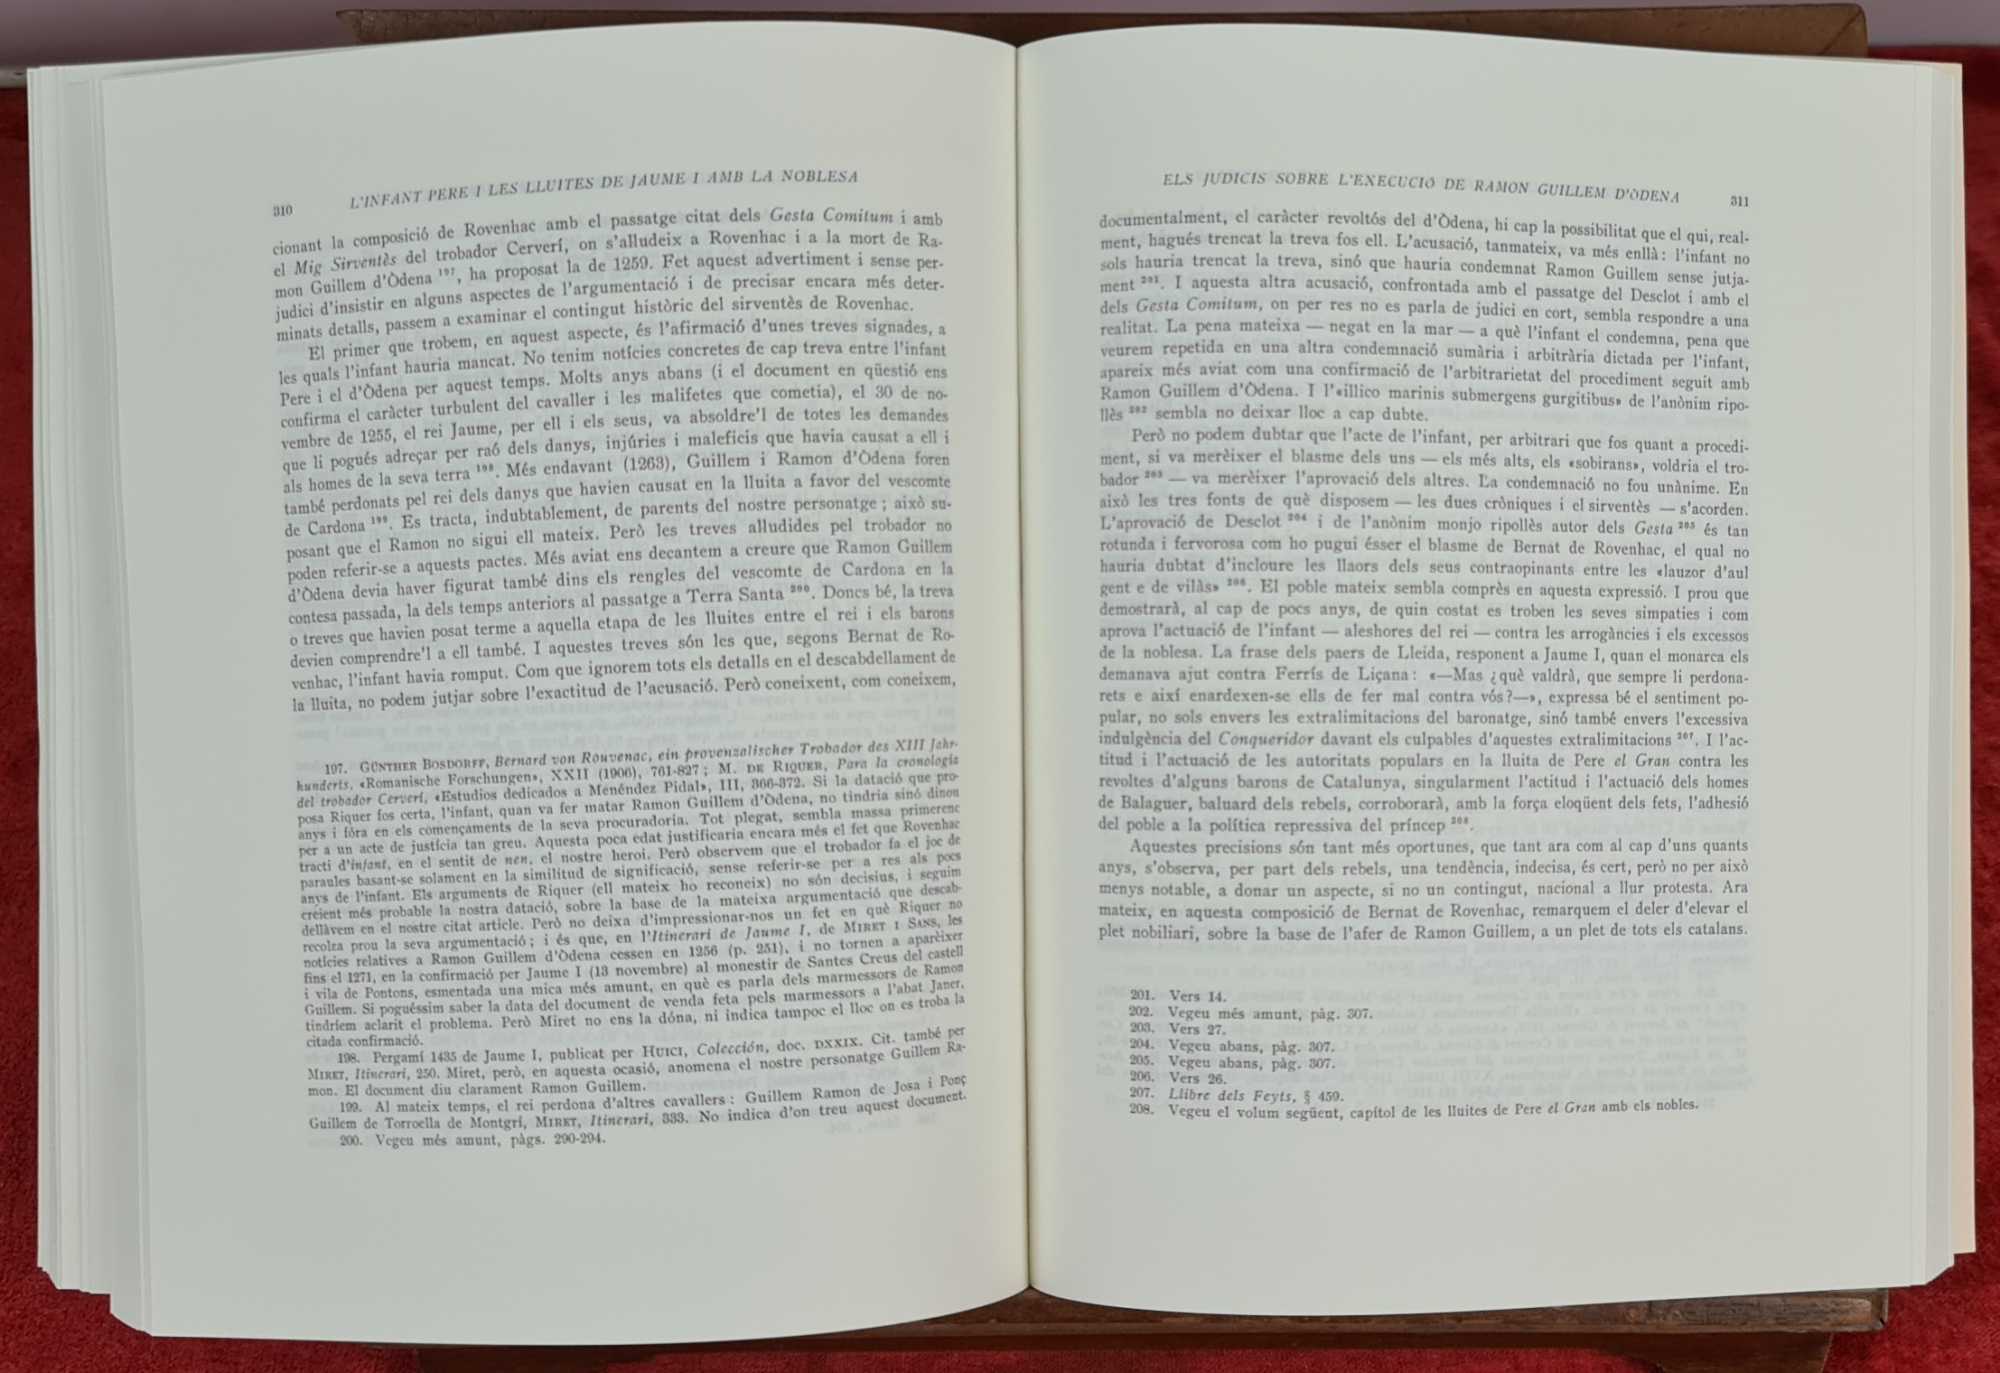 310
L'INFANT PERE I LES LLUITES DE JAUME I AMB LA NOBLESA
cionant la composició de Rovenhac amb el passatge citat dels Gesta Comitum i amb
el Mig Sirventès del trobador Cerverí, on s'alludeix a Rovenhac i a la mort de Ra-
mon Guillem d'Òdena ¹⁹⁷, ha proposat la de 1259. Fet aquest advertiment i sense per-
judici d'insistir en alguns aspectes de l'argumentació i de precisar encara més deter-
minats detalls, passem a examinar el contingut històric del sirventès de Rovenhac.
El primer que trobem, en aquest aspecte, és l'afirmació d'unes treves signades, a
les quals l'infant hauria mancat. No tenim notícies concretes de cap treva entre l'infant
Pere i el d'Òdena per aquest temps. Molts anys abans (i el document en qüestió ens
confirma el caràcter turbulent del cavaller i les malifetes que cometia), el 30 de no-
vembre de 1255, el rei Jaume, per ell i els seus, va absoldre'l de totes les demandes
que li pogués adreçar per raó dels danys, injúries i maleficis que havia causat a ell i
als homes de la seva terra ¹⁹⁸. Més endavant (1263), Guillem i Ramon d'Òdena foren
també perdonats pel rei dels danys que havien causat en la lluita a favor del vescomte
de Cardona ¹⁹⁹. Es tracta, indubtablement, de parents del nostre personatge; això su-
posant que el Ramon no sigui ell mateix. Però les treves alludides pel trobador no
poden referir-se a aquests pactes. Més aviat ens decantem a creure que Ramon Guillem
d'Òdena devia haver figurat també dins els rengles del vescomte de Cardona en la
contesa passada, la dels temps anteriors al passatge a Terra Santa ²⁰⁰. Doncs bé, la treva
o treves que havien posat terme a aquella etapa de les lluites entre el rei i els barons
devien comprendre'l a ell també. I aquestes treves són les que, segons Bernat de Ro-
venhac, l'infant havia romput. Com que ignorem tots els detalls en el descabdellament de
la lluita, no podem jutjar sobre l'exactitud de l'acusació. Però coneixent, com coneixem,
197. GÜNTHER BOSDORFF, Bernard von Rouvenac, ein provenzalischer Trobador des XIII Jahr-
hunderts, «Romanische Forschungen», XXII (1906), 761-827; M. DE RIQUER, Para la cronología
del trobador Cerverí, «Estudios dedicados a Menéndez Pidal», III, 366-372. Si la datació que pro-
posa Riquer fos certa, l'infant, quan va fer matar Ramon Guillem d'Òdena, no tindria sinó dinou
anys i fóra en els començaments de la seva procuradoria. Tot plegat, sembla massa primerenc
per a un acte de justícia tan greu. Aquesta poca edat justificaria encara més el fet que Rovenhac
tracti d'infant, en el sentit de nen, el nostre heroi. Però observem que el trobador fa el joc de
paraules basant-se solament en la similitud de significació, sense referir-se per a res als pocs
anys de l'infant. Els arguments de Riquer (ell mateix ho reconeix) no són decisius, i seguim
creient més probable la nostra datació, sobre la base de la mateixa argumentació que descab-
dellàvem en el nostre citat article. Però no deixa d'impressionar-nos un fet en què Riquer no
recolza prou la seva argumentació; i és que, en l'Itinerari de Jaume I, de MIRET I SANS, les
notícies relatives a Ramon Guillem d'Òdena cessen en 1256 (p. 251), i no tornen a aparèixer
fins el 1271, en la confirmació per Jaume I (13 novembre) al monestir de Santes Creus del castell
i vila de Pontons, esmentada una mica més amunt, en què es parla dels marmessors de Ramon
Guillem. Si poguéssim saber la data del document de venda feta pels marmessors a l'abat Janer,
tindríem aclarit el problema. Però Miret no ens la dóna, ni indica tampoc el lloc on es troba la
citada confirmació.
198. Pergamí 1435 de Jaume I, publicat per HUICI, Colección, doc. DXXIX. Cit. també per
MIRET, Itinerari, 250. Miret, però, en aquesta ocasió, anomena el nostre personatge Guillem Ra-
mon. El document diu clarament Ramon Guillem.
199. Al mateix temps, el rei perdona d'altres cavallers: Guillem Ramon de Josa i Ponç
Guillem de Torroella de Montgrí, MIRET, Itinerari, 333. No indica d'on treu aquest document.
200. Vegeu més amunt, pàgs. 290-294.
ELS JUDICIS SOBRE L'EXECUCIÓ DE RAMON GUILLEM D'ÒDENA
311
documentalment, el caràcter revoltós del d'Òdena, hi cap la possibilitat que el qui, real-
ment, hagués trencat la treva fos ell. L'acusació, tanmateix, va més enllà: l'infant no
sols hauria trencat la treva, sinó que hauria condemnat Ramon Guillem sense jutja-
ment ²⁰¹. I aquesta altra acusació, confrontada amb el passatge del Desclot i amb el
dels Gesta Comitum, on per res no es parla de judici en cort, sembla respondre a una
realitat. La pena mateixa — negat en la mar — a què l'infant el condemna, pena que
veurem repetida en una altra condemnació sumària i arbitrària dictada per l'infant,
apareix més aviat com una confirmació de l'arbitrarietat del procediment seguit amb
Ramon Guillem d'Òdena. I l'«illico marinis submergens gurgitibus» de l'anònim ripo-
llès ²⁰² sembla no deixar lloc a cap dubte.
Però no podem dubtar que l'acte de l'infant, per arbitrari que fos quant a procedi-
ment, si va merèixer el blasme dels uns — els més alts, els «sobirans», voldria el tro-
bador ²⁰³ — va merèixer l'aprovació dels altres. La condemnació no fou unànime. En
això les tres fonts de què disposem — les dues cròniques i el sirventès — s'acorden.
L'aprovació de Desclot ²⁰⁴ i de l'anònim monjo ripollès autor dels Gesta ²⁰⁵ és tan
rotunda i fervorosa com ho pugui ésser el blasme de Bernat de Rovenhac, el qual no
hauria dubtat d'incloure les llaors dels seus contraopinants entre les «lauzor d'aul
gent e de vilàs» ²⁰⁶. El poble mateix sembla comprès en aquesta expressió. I prou que
demostrarà, al cap de pocs anys, de quin costat es troben les seves simpaties i com
aprova l'actuació de l'infant — aleshores del rei — contra les arrogàncies i els excessos
de la noblesa. La frase dels paers de Lleida, responent a Jaume I, quan el monarca els
demanava ajut contra Ferrís de Liçana: «—Mas ¿què valdrà, que sempre li perdona-
rets e així enardexen-se ells de fer mal contra vós?—», expressa bé el sentiment po-
pular, no sols envers les extralimitacions del baronatge, sinó també envers l'excessiva
indulgència del Conqueridor davant els culpables d'aquestes extralimitacions ²⁰⁷. I l'ac-
titud i l'actuació de les autoritats populars en la lluita de Pere el Gran contra les
revoltes d'alguns barons de Catalunya, singularment l'actitud i l'actuació dels homes
de Balaguer, baluard dels rebels, corroborarà, amb la força eloqüent dels fets, l'adhesió
del poble a la política repressiva del príncep ²⁰⁸.
Aquestes precisions són tant més oportunes, que tant ara com al cap d'uns quants
anys, s'observa, per part dels rebels, una tendència, indecisa, és cert, però no per això
menys notable, a donar un aspecte, si no un contingut, nacional a llur protesta. Ara
mateix, en aquesta composició de Bernat de Rovenhac, remarquem el deler d'elevar el
plet nobiliari, sobre la base de l'afer de Ramon Guillem, a un plet de tots els catalans.
201. Vers 14.
202. Vegeu més amunt, pàg. 307.
203. Vers 27.
204. Vegeu abans, pàg. 307.
205. Vegeu abans, pàg. 307.
206. Vers 26.
207. Llibre dels Feyts, § 459.
208. Vegeu el volum següent, capítol de les lluites de Pere el Gran amb els nobles.